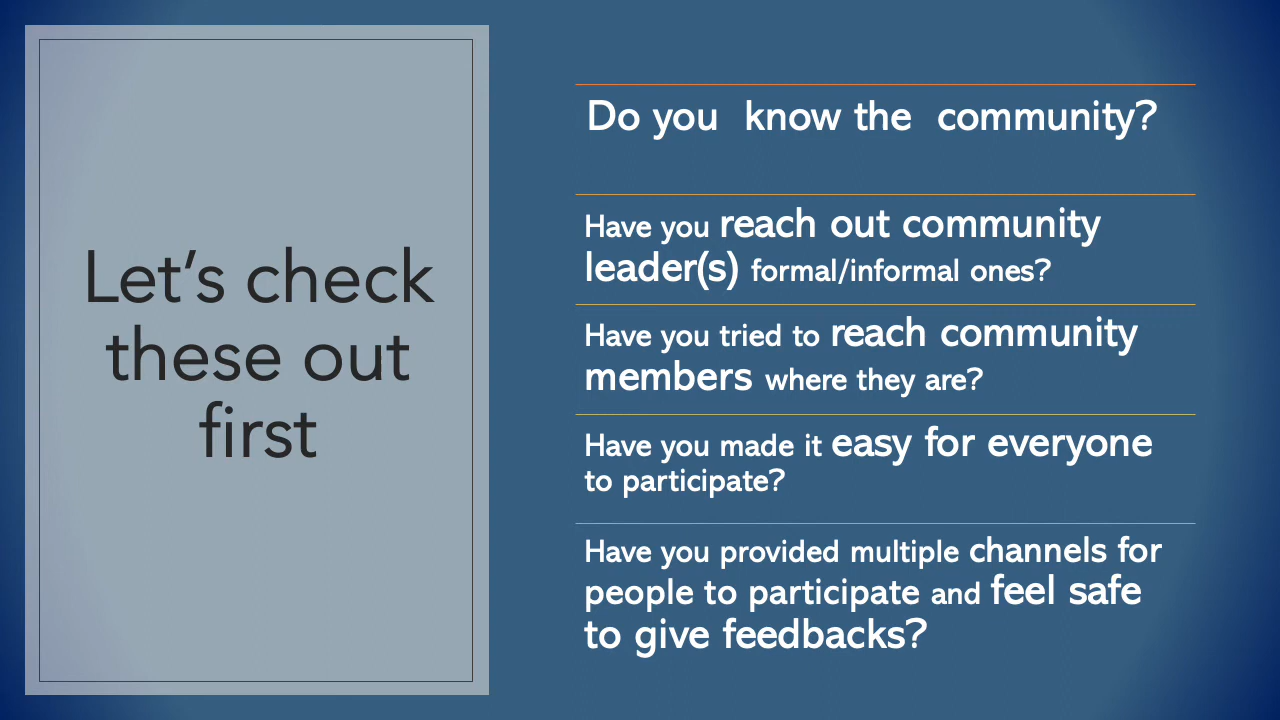 Let’s check
these out
first
Do you know the community?
Have you reach out community
leader(s) formal/informal ones?
Have you tried to reach community
members where they are?
Have you made it easy for everyone
to participate?
Have you provided multiple channels for
people to participate and feel safe
to give feedbacks?